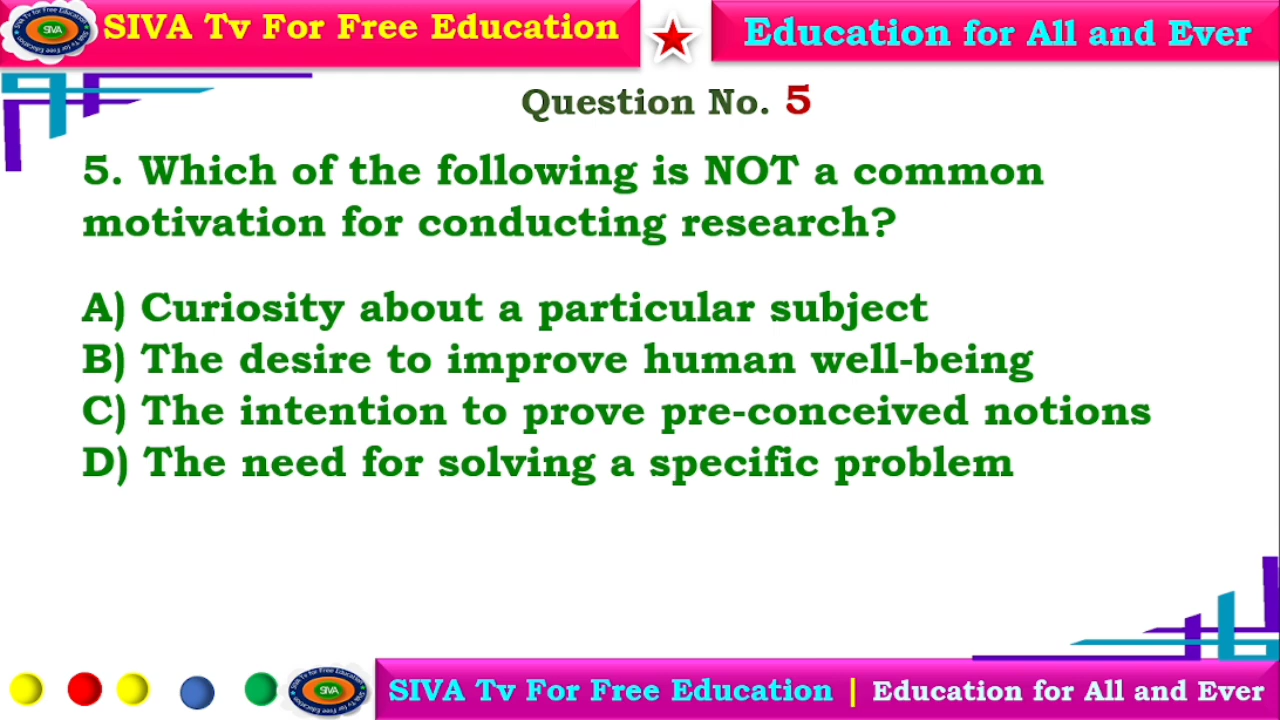 SIVA Tv For Free Education
Education for All and Ever
SIVA
Question No. 5
5. Which of the following is NOT a common
motivation for conducting research?
A) Curiosity about a particular subject
B) The desire to improve human well-being
C) The intention to prove pre-conceived notions
D) The need for solving a specific problem
SIVA
SIVA Tv For Free Education | Education for All and Ever